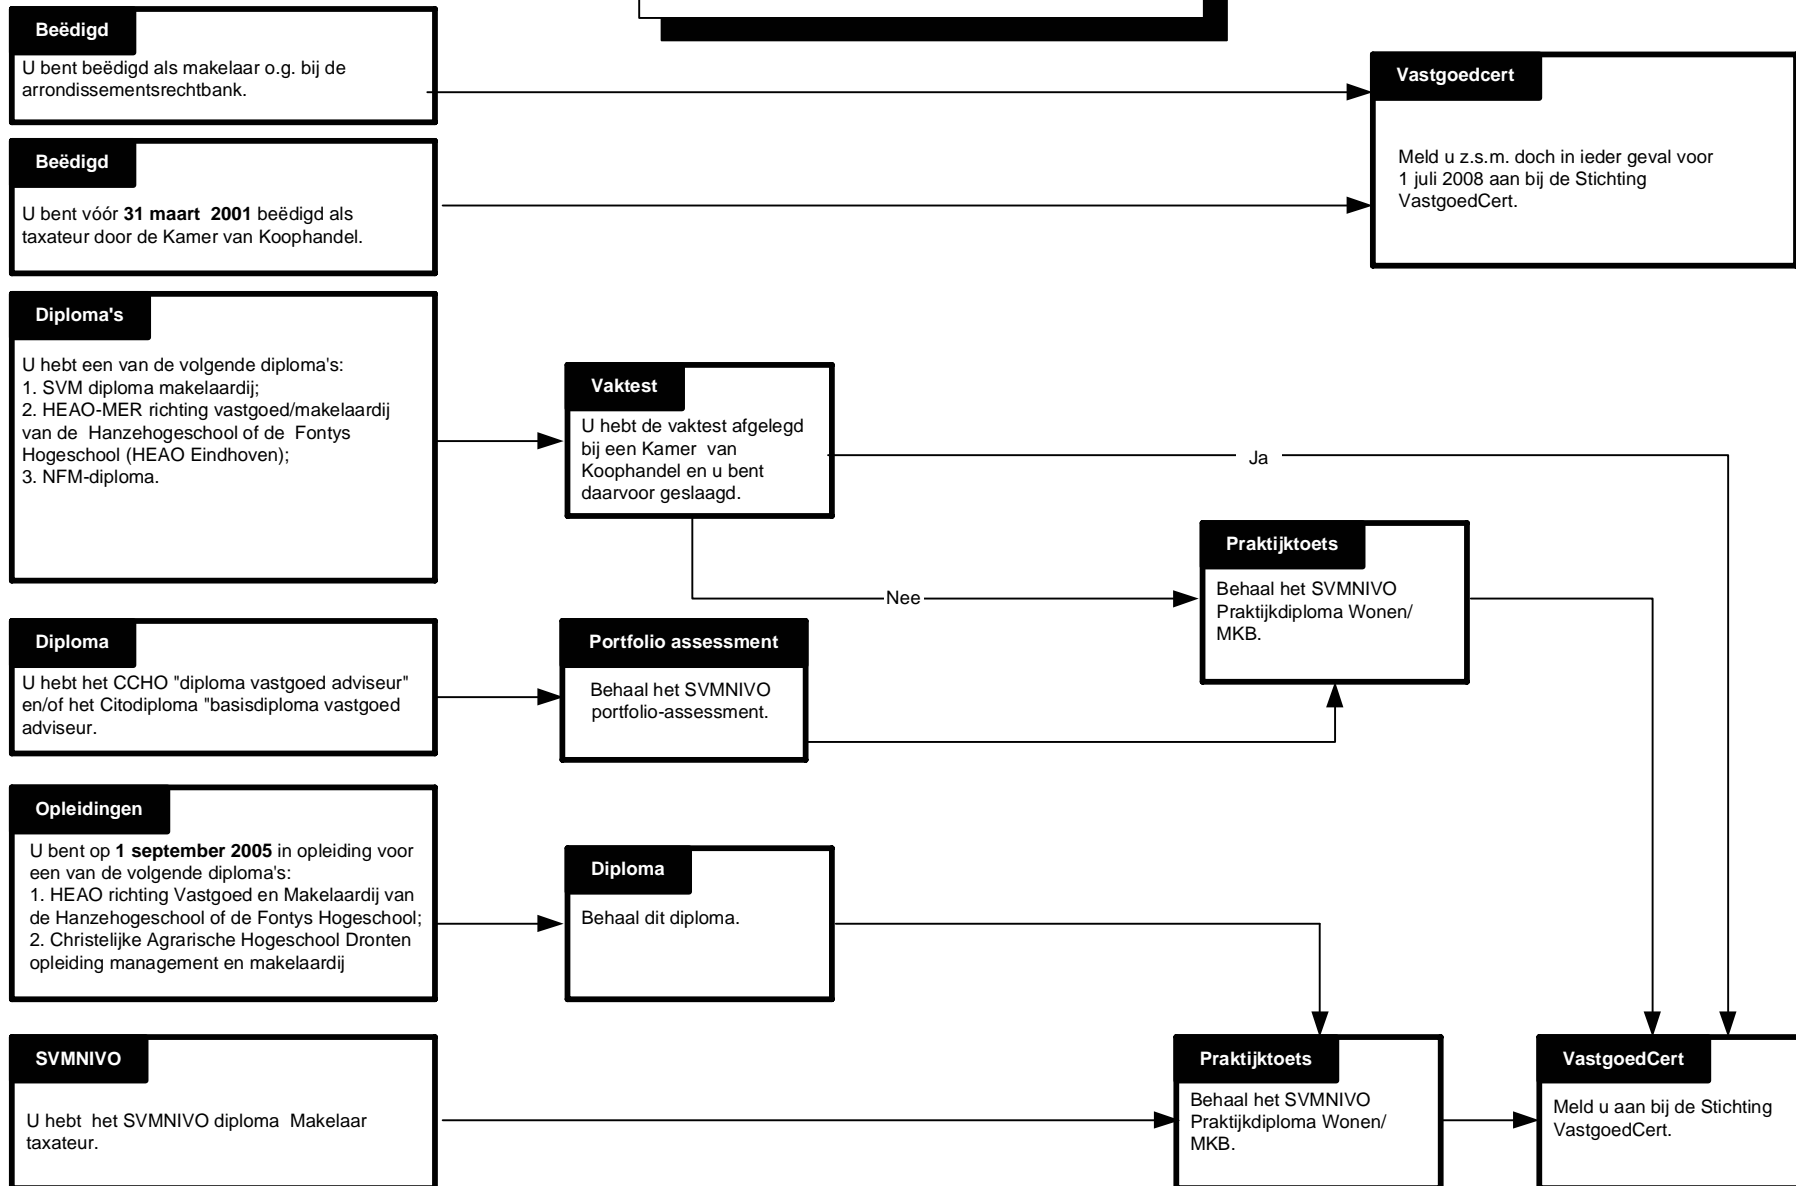 Beëdigd
U bent beëdigd als makelaar o.g. bij de
arrondissementsrechtbank.
Vastgoedcert
Meld u z.s.m. doch in ieder geval voor
1 juli 2008 aan bij de Stichting
VastgoedCert.
Beëdigd
U bent vóór 31 maart 2001 beëdigd als
taxateur door de Kamer van Koophandel.
Diploma's
U hebt een van de volgende diploma's:
1. SVM diploma makelaardij;
2. HEAO-MER richting vastgoed/makelaardij
van de Hanzehogeschool of de Fontys
Hogeschool (HEAO Eindhoven);
3. NFM-diploma.
Vaktest
U hebt de vaktest afgelegd
bij een Kamer van
Koophandel en u bent
daarvoor geslaagd.
Ja
Nee
Praktijktoets
Behaal het SVMNIVO
Praktijkdiploma Wonen/
MKB.
Diploma
U hebt het CCHO "diploma vastgoed adviseur"
en/of het Citodiploma "basisdiploma vastgoed
adviseur.
Portfolio assessment
Behaal het SVMNIVO
portfolio-assessment.
Opleidingen
U bent op 1 september 2005 in opleiding voor
een van de volgende diploma's:
1. HEAO richting Vastgoed en Makelaardij van
de Hanzehogeschool of de Fontys Hogeschool;
2. Christelijke Agrarische Hogeschool Dronten
opleiding management en makelaardij
Diploma
Behaal dit diploma.
SVMNIVO
U hebt het SVMNIVO diploma Makelaar
taxateur.
Praktijktoets
Behaal het SVMNIVO
Praktijkdiploma Wonen/
MKB.
VastgoedCert
Meld u aan bij de Stichting
VastgoedCert.